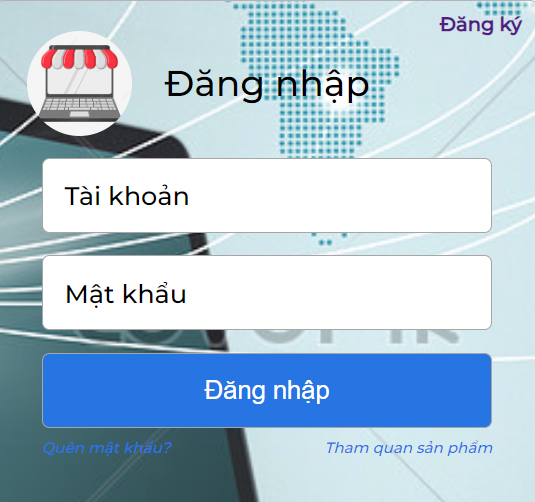 Đăng ký
Đăng nhập
Tài khoản
Mật khẩu
Đăng nhập
Quên mật khẩu? Tham quan sản phẩm